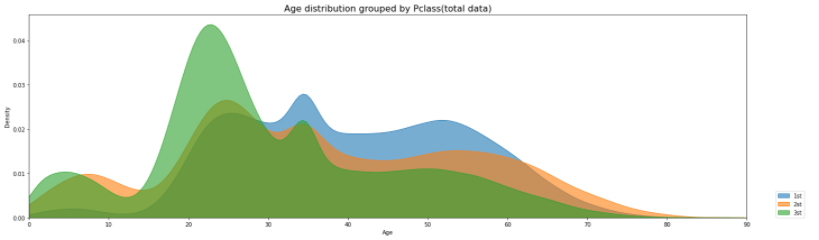 Age distribution grouped by Pclass(total data)
0.04
0.03
0.02
0.01
0.00
Density
0 10 20 30 40 50 60 70 80 90
Age
1st
2st
3st